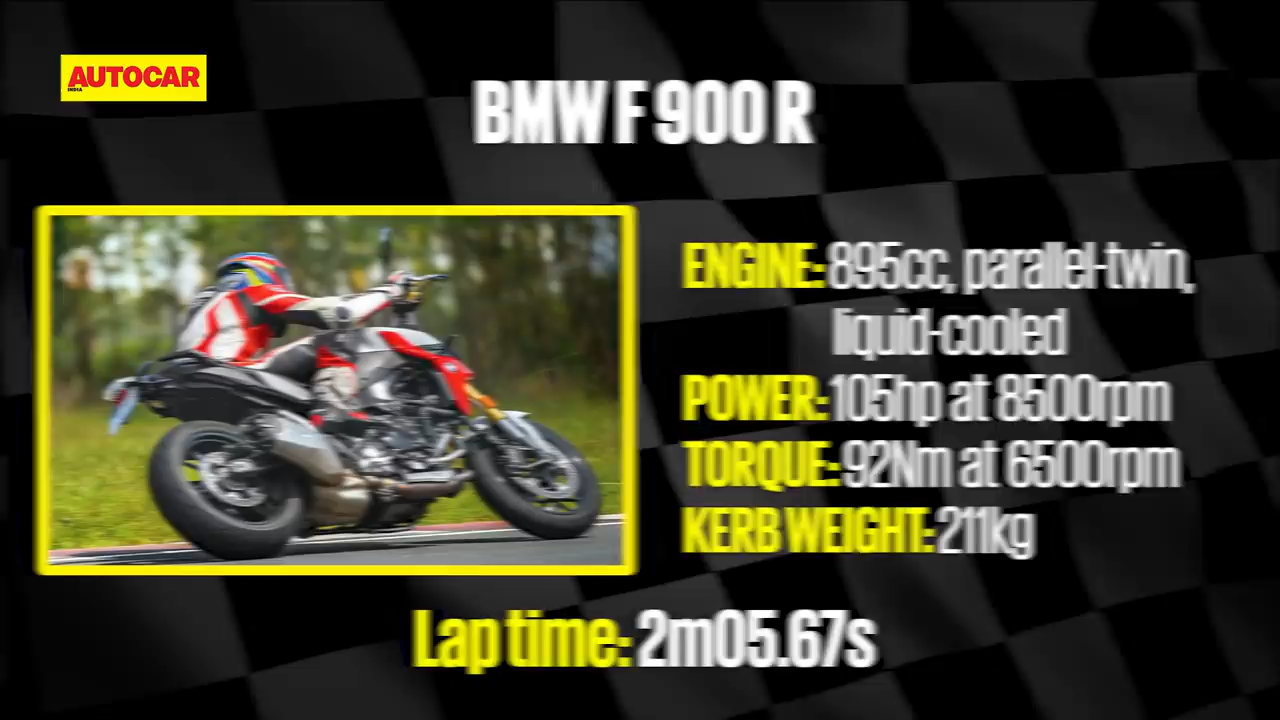 AUTOCAR
INDIA
BMW F 900 R
ENGINE: 895cc, parallel-twin,
liquid-cooled
POWER: 105hp at 8500rpm
TORQUE: 92Nm at 6500rpm
KERB WEIGHT: 211kg
Lap time: 2m05.67s